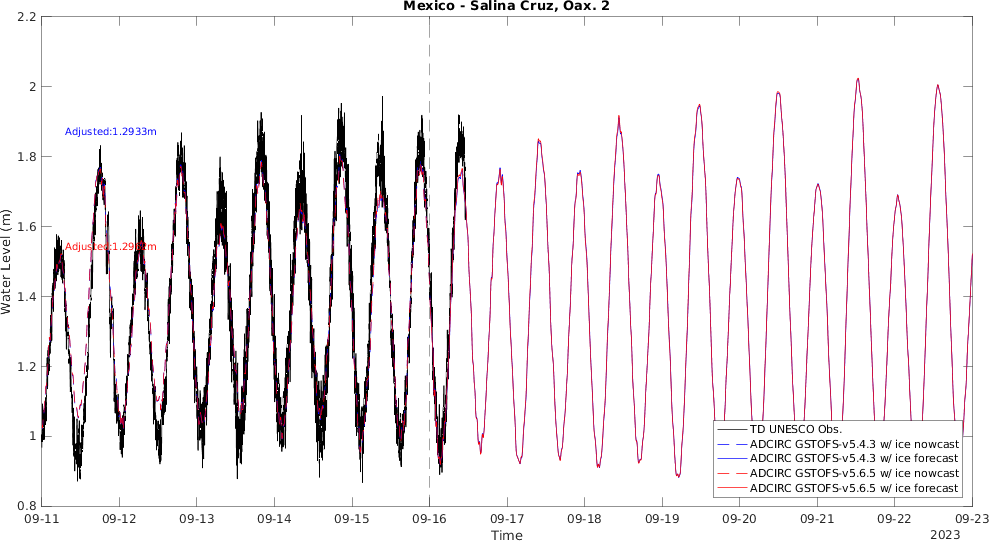 Mexico - Salina Cruz, Oax. 2
2.2
2
1.8
1.6
1.4
1.2
1
0.8
Water Level (m)
Adjusted:1.2933m
TD UNESCO Obs.
ADCIRC GSTOFS-v5.4.3 w/ ice nowcast
ADCIRC GSTOFS-v5.4.3 w/ ice forecast
ADCIRC GSTOFS-v5.6.5 w/ ice nowcast
ADCIRC GSTOFS-v5.6.5 w/ ice forecast
09-11 09-12 09-13 09-14 09-15 09-16 09-17 09-18 09-19 09-20 09-21 09-22 09-23
Time
2023